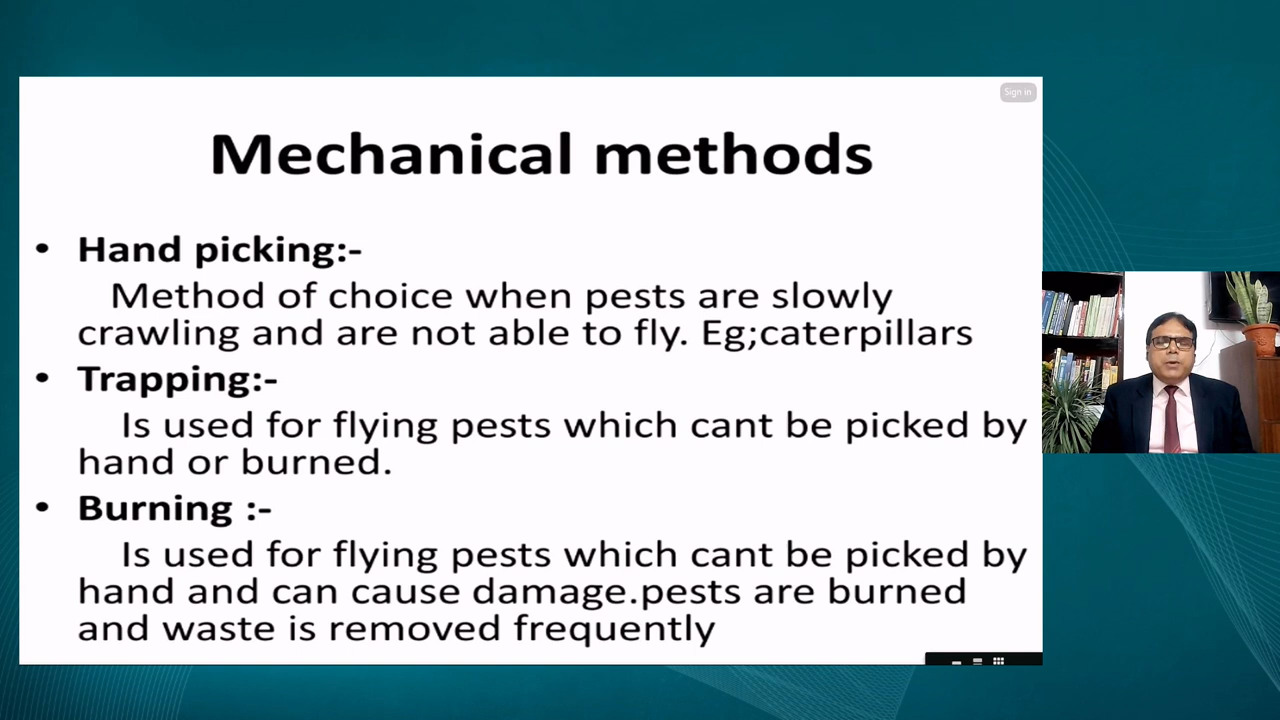 Sign in
Mechanical methods
• Hand picking:-
Method of choice when pests are slowly
crawling and are not able to fly. Eg;caterpillars
• Trapping:-
Is used for flying pests which cant be picked by
hand or burned.
• Burning :-
Is used for flying pests which cant be picked by
hand and can cause damage.pests are burned
and waste is removed frequently